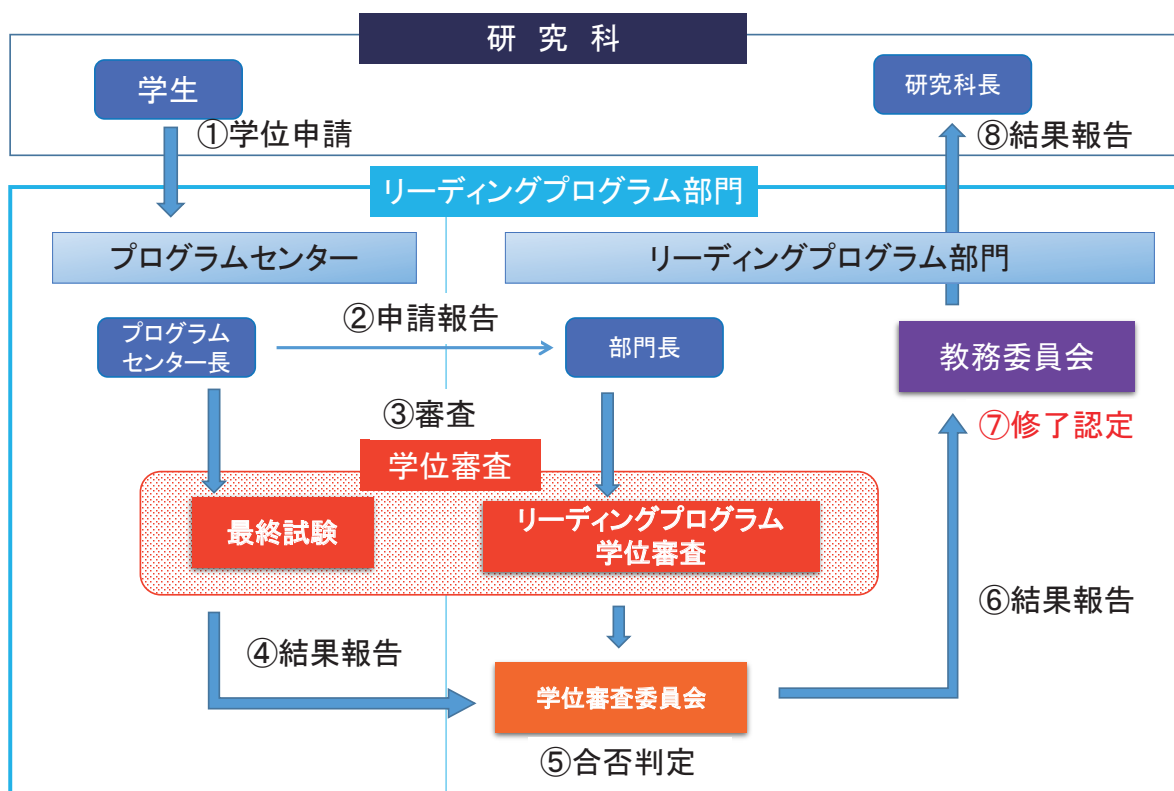 研 究 科
学生
研究科長
①学位申請
⑧結果報告
リーディングプログラム部門
プログラムセンター
リーディングプログラム部門
②申請報告
プログラム
センター長
部門長
教務委員会
③審査
⑦修了認定
学位審査
最終試験
リーディングプログラム
学位審査
④結果報告
⑥結果報告
学位審査委員会
⑤合否判定